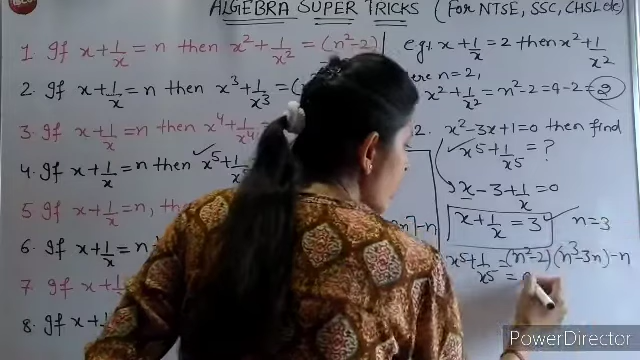 ALGEBRA SUPER TRICKS (For NTSE, SSC, CHSL etc
1. If x+1/x = n then x²+1/x² = (n²-2)
2. If x+1/x = n then x³+1/x³ = (
3. If x+1/x = n then x⁴+1/x⁴
4. If x+1/x = n then x⁵+1/x⁵
5 If x+1/x = n, the
6. If x+1/x = n
7. If x+1
8. If x+1
n]-n
e.g. 1. x+1/x = 2 then x²+1/x²
n=2,
x²+1/x² = n²-2 = 4-2 = 2
2. x²-3x+1=0 then find
x⁵+1/x⁵ = ?
x-3+1/x=0
x+1/x = 3 n=3
x⁵+1/x⁵ = (n²-2)(n³-3n)-n
=
PowerDirector